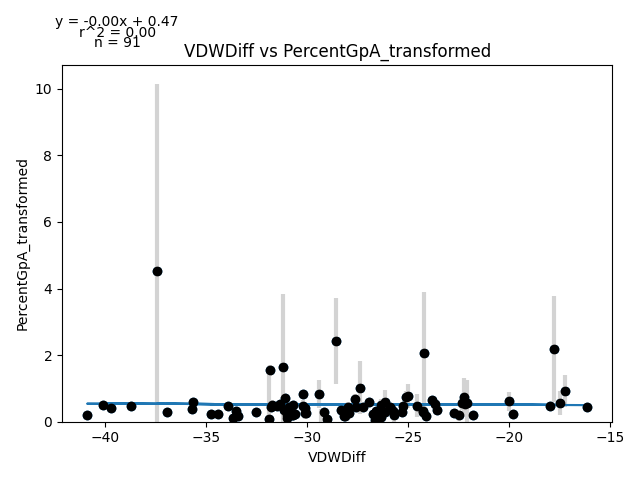 y = -0.00x + 0.47
r^2 = 0.00
n = 91
VDWDiff vs PercentGpA_transformed
PercentGpA_transformed
10
8
6
4
2
0
−40
−35
−30
−25
−20
−15
VDWDiff